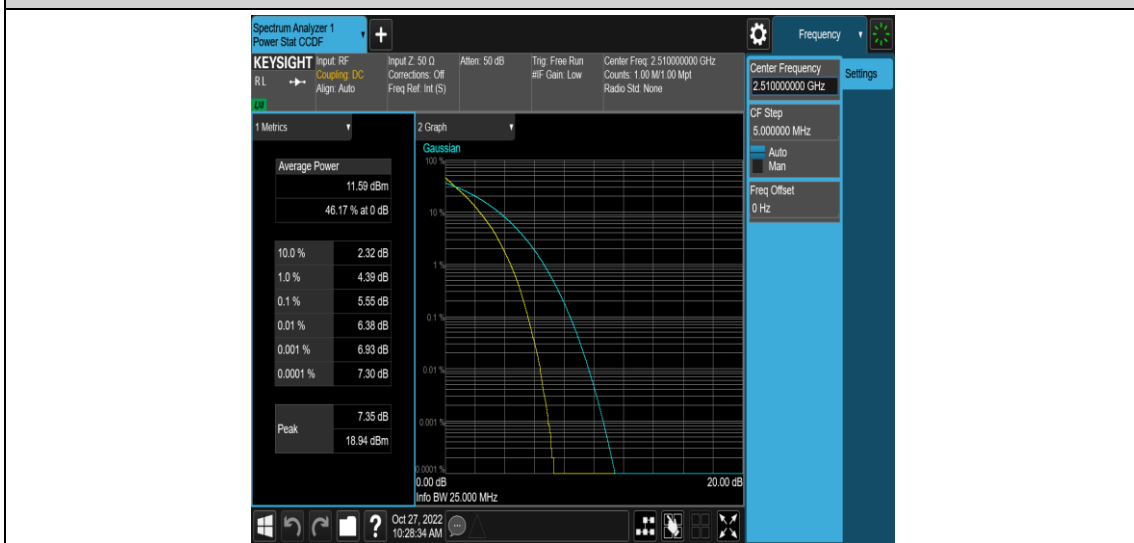 Spectrum Analyzer 1
Power Stat CCDF
+
Frequency
KEYSIGHT
RL
LXI
Input: RF
Coupling: DC
Align: Auto
Input Z: 50 Ω
Corrections: Off
Freq Ref: Int (S)
Atten: 50 dB
Trig: Free Run
#IF Gain: Low
Center Freq: 2.510000000 GHz
Counts: 1.00 M/1.00 Mpt
Radio Std: None
Center Frequency
2.510000000 GHz
Settings
CF Step
5.000000 MHz
Auto
Man
Freq Offset
0 Hz
1 Metrics
Average Power
11.59 dBm
46.17 % at 0 dB
10.0 % 2.32 dB
1.0 % 4.39 dB
0.1 % 5.55 dB
0.01 % 6.38 dB
0.001 % 6.93 dB
0.0001 % 7.30 dB
Peak 7.35 dB
18.94 dBm
2 Graph
Gaussian
100 %
10 %
1 %
0.1 %
0.01 %
0.001 %
0.0001 %
0.00 dB 20.00 dB
Info BW 25.000 MHz
?
Oct 27, 2022
10:28:34 AM